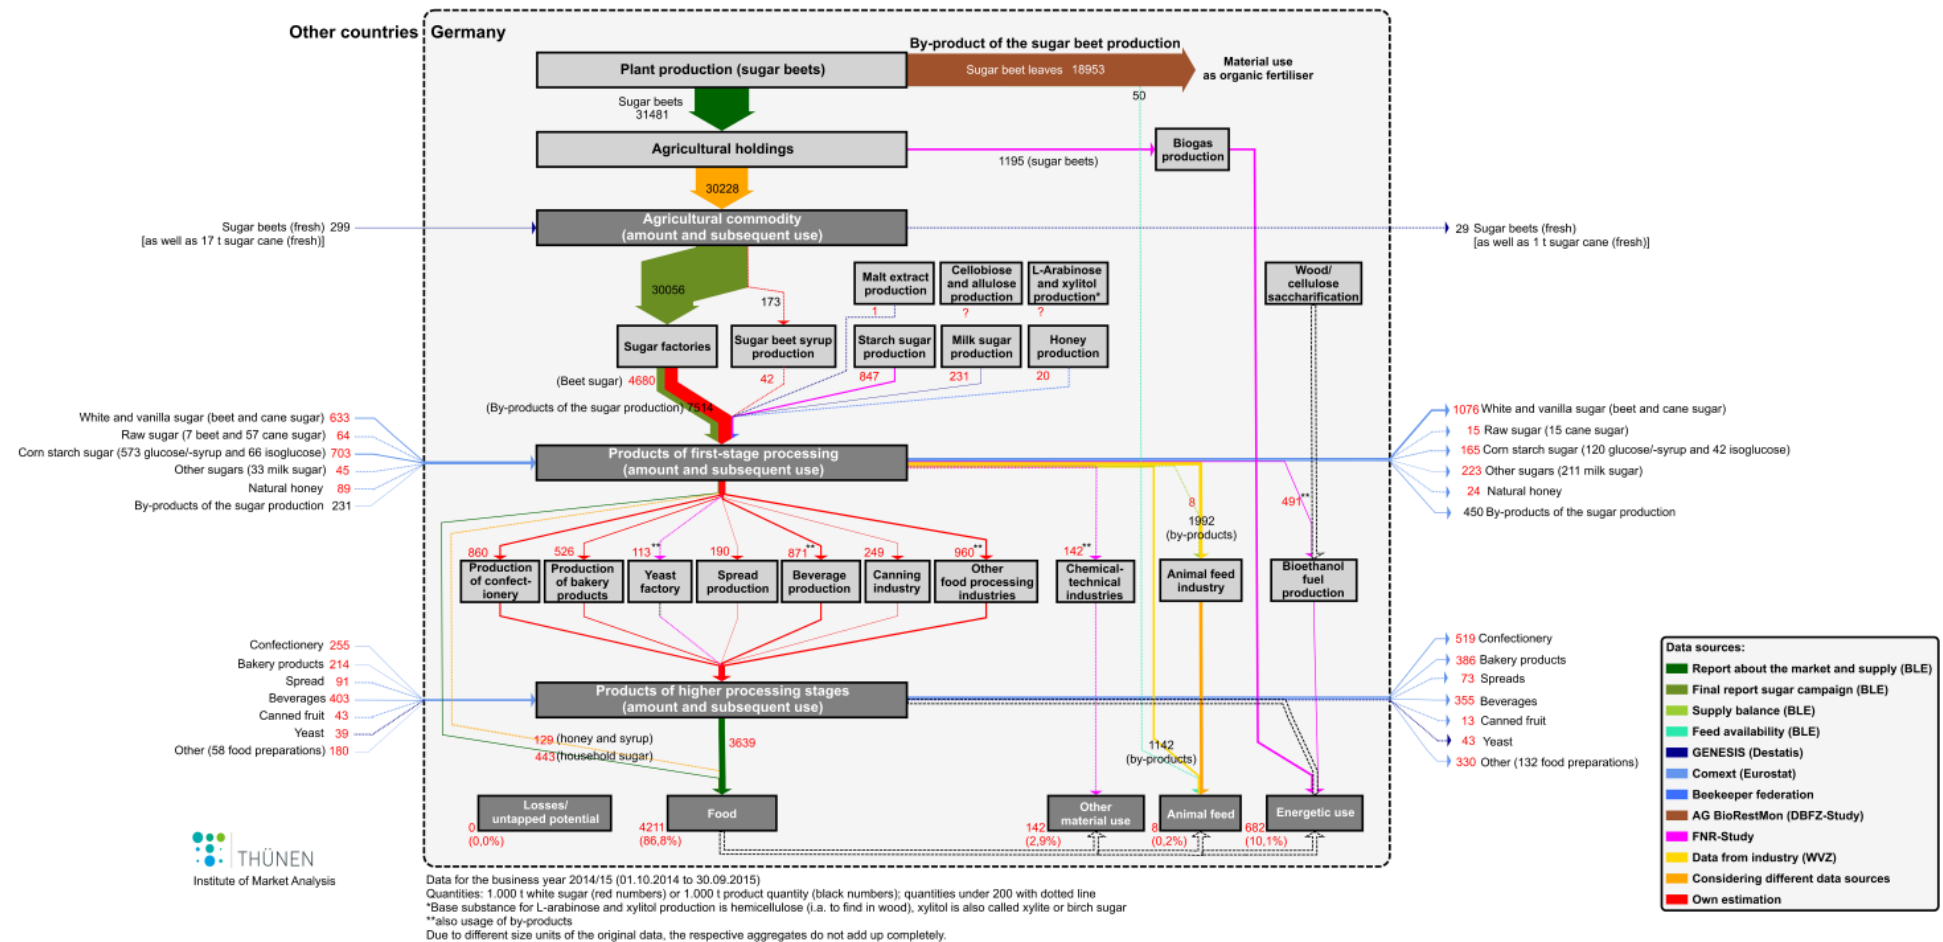 Other countries
Germany
By-product of the sugar beet production
Plant production (sugar beets)
Sugar beet leaves 18953
Material use
as organic fertiliser
50
Sugar beets
31481
Agricultural holdings
1195 (sugar beets)
Biogas
production
30228
Sugar beets (fresh) 299
[as well as 17 t sugar cane (fresh)]
Agricultural commodity
(amount and subsequent use)
29 Sugar beets (fresh)
[as well as 1 t sugar cane (fresh)]
30056
173
Malt extract
production
1
Cellobiose
and allulose
production
?
L-Arabinose
and xylitol
production*
?
Wood/
cellulose
saccharification
Sugar factories
Sugar beet syrup
production
Starch sugar
production
Milk sugar
production
Honey
production
(Beet sugar) 4680
42
847
231
20
(By-products of the sugar production) 7514
White and vanilla sugar (beet and cane sugar) 633
Raw sugar (7 beet and 57 cane sugar) 64
Corn starch sugar (573 glucose/-syrup and 66 isoglucose) 703
Other sugars (33 milk sugar) 45
Natural honey 89
By-products of the sugar production 231
Products of first-stage processing
(amount and subsequent use)
1076 White and vanilla sugar (beet and cane sugar)
15 Raw sugar (15 cane sugar)
165 Corn starch sugar (120 glucose/-syrup and 42 isoglucose)
223 Other sugars (211 milk sugar)
24 Natural honey
450 By-products of the sugar production
8
491**
1992
(by-products)
860
526
113**
190
871**
249
960**
142**
Production
of confect-
ionery
Production
of bakery
products
Yeast
factory
Spread
production
Beverage
production
Canning
industry
Other
food processing
industries
Chemical-
technical
industries
Animal feed
industry
Bioethanol
fuel
production
Confectionery 255
Bakery products 214
Spread 91
Beverages 403
Canned fruit 43
Yeast 39
Other (58 food preparations) 180
Products of higher processing stages
(amount and subsequent use)
519 Confectionery
386 Bakery products
73 Spreads
355 Beverages
13 Canned fruit
43 Yeast
330 Other (132 food preparations)
129 (honey and syrup)
443 (household sugar)
3639
1142
(by-products)
Losses/
untapped potential
0
(0,0%)
Food
4211
(86,8%)
Other
material use
142
(2,9%)
Animal feed
8
(0,2%)
Energetic use
682
(10,1%)
Data sources:
Report about the market and supply (BLE)
Final report sugar campaign (BLE)
Supply balance (BLE)
Feed availability (BLE)
GENESIS (Destatis)
Comext (Eurostat)
Beekeeper federation
AG BioRestMon (DBFZ-Study)
FNR-Study
Data from industry (WVZ)
Considering different data sources
Own estimation
THÜNEN
Institute of Market Analysis
Data for the business year 2014/15 (01.10.2014 to 30.09.2015)
Quantities: 1.000 t white sugar (red numbers) or 1.000 t product quantity (black numbers); quantities under 200 with dotted line
*Base substance for L-arabinose and xylitol production is hemicellulose (i.a. to find in wood), xylitol is also called xylite or birch sugar
**also usage of by-products
Due to different size units of the original data, the respective aggregates do not add up completely.